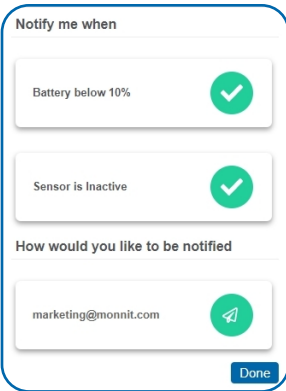 Notify me when
Battery below 10%
Sensor is Inactive
How would you like to be notified
marketing@monnit.com
Done